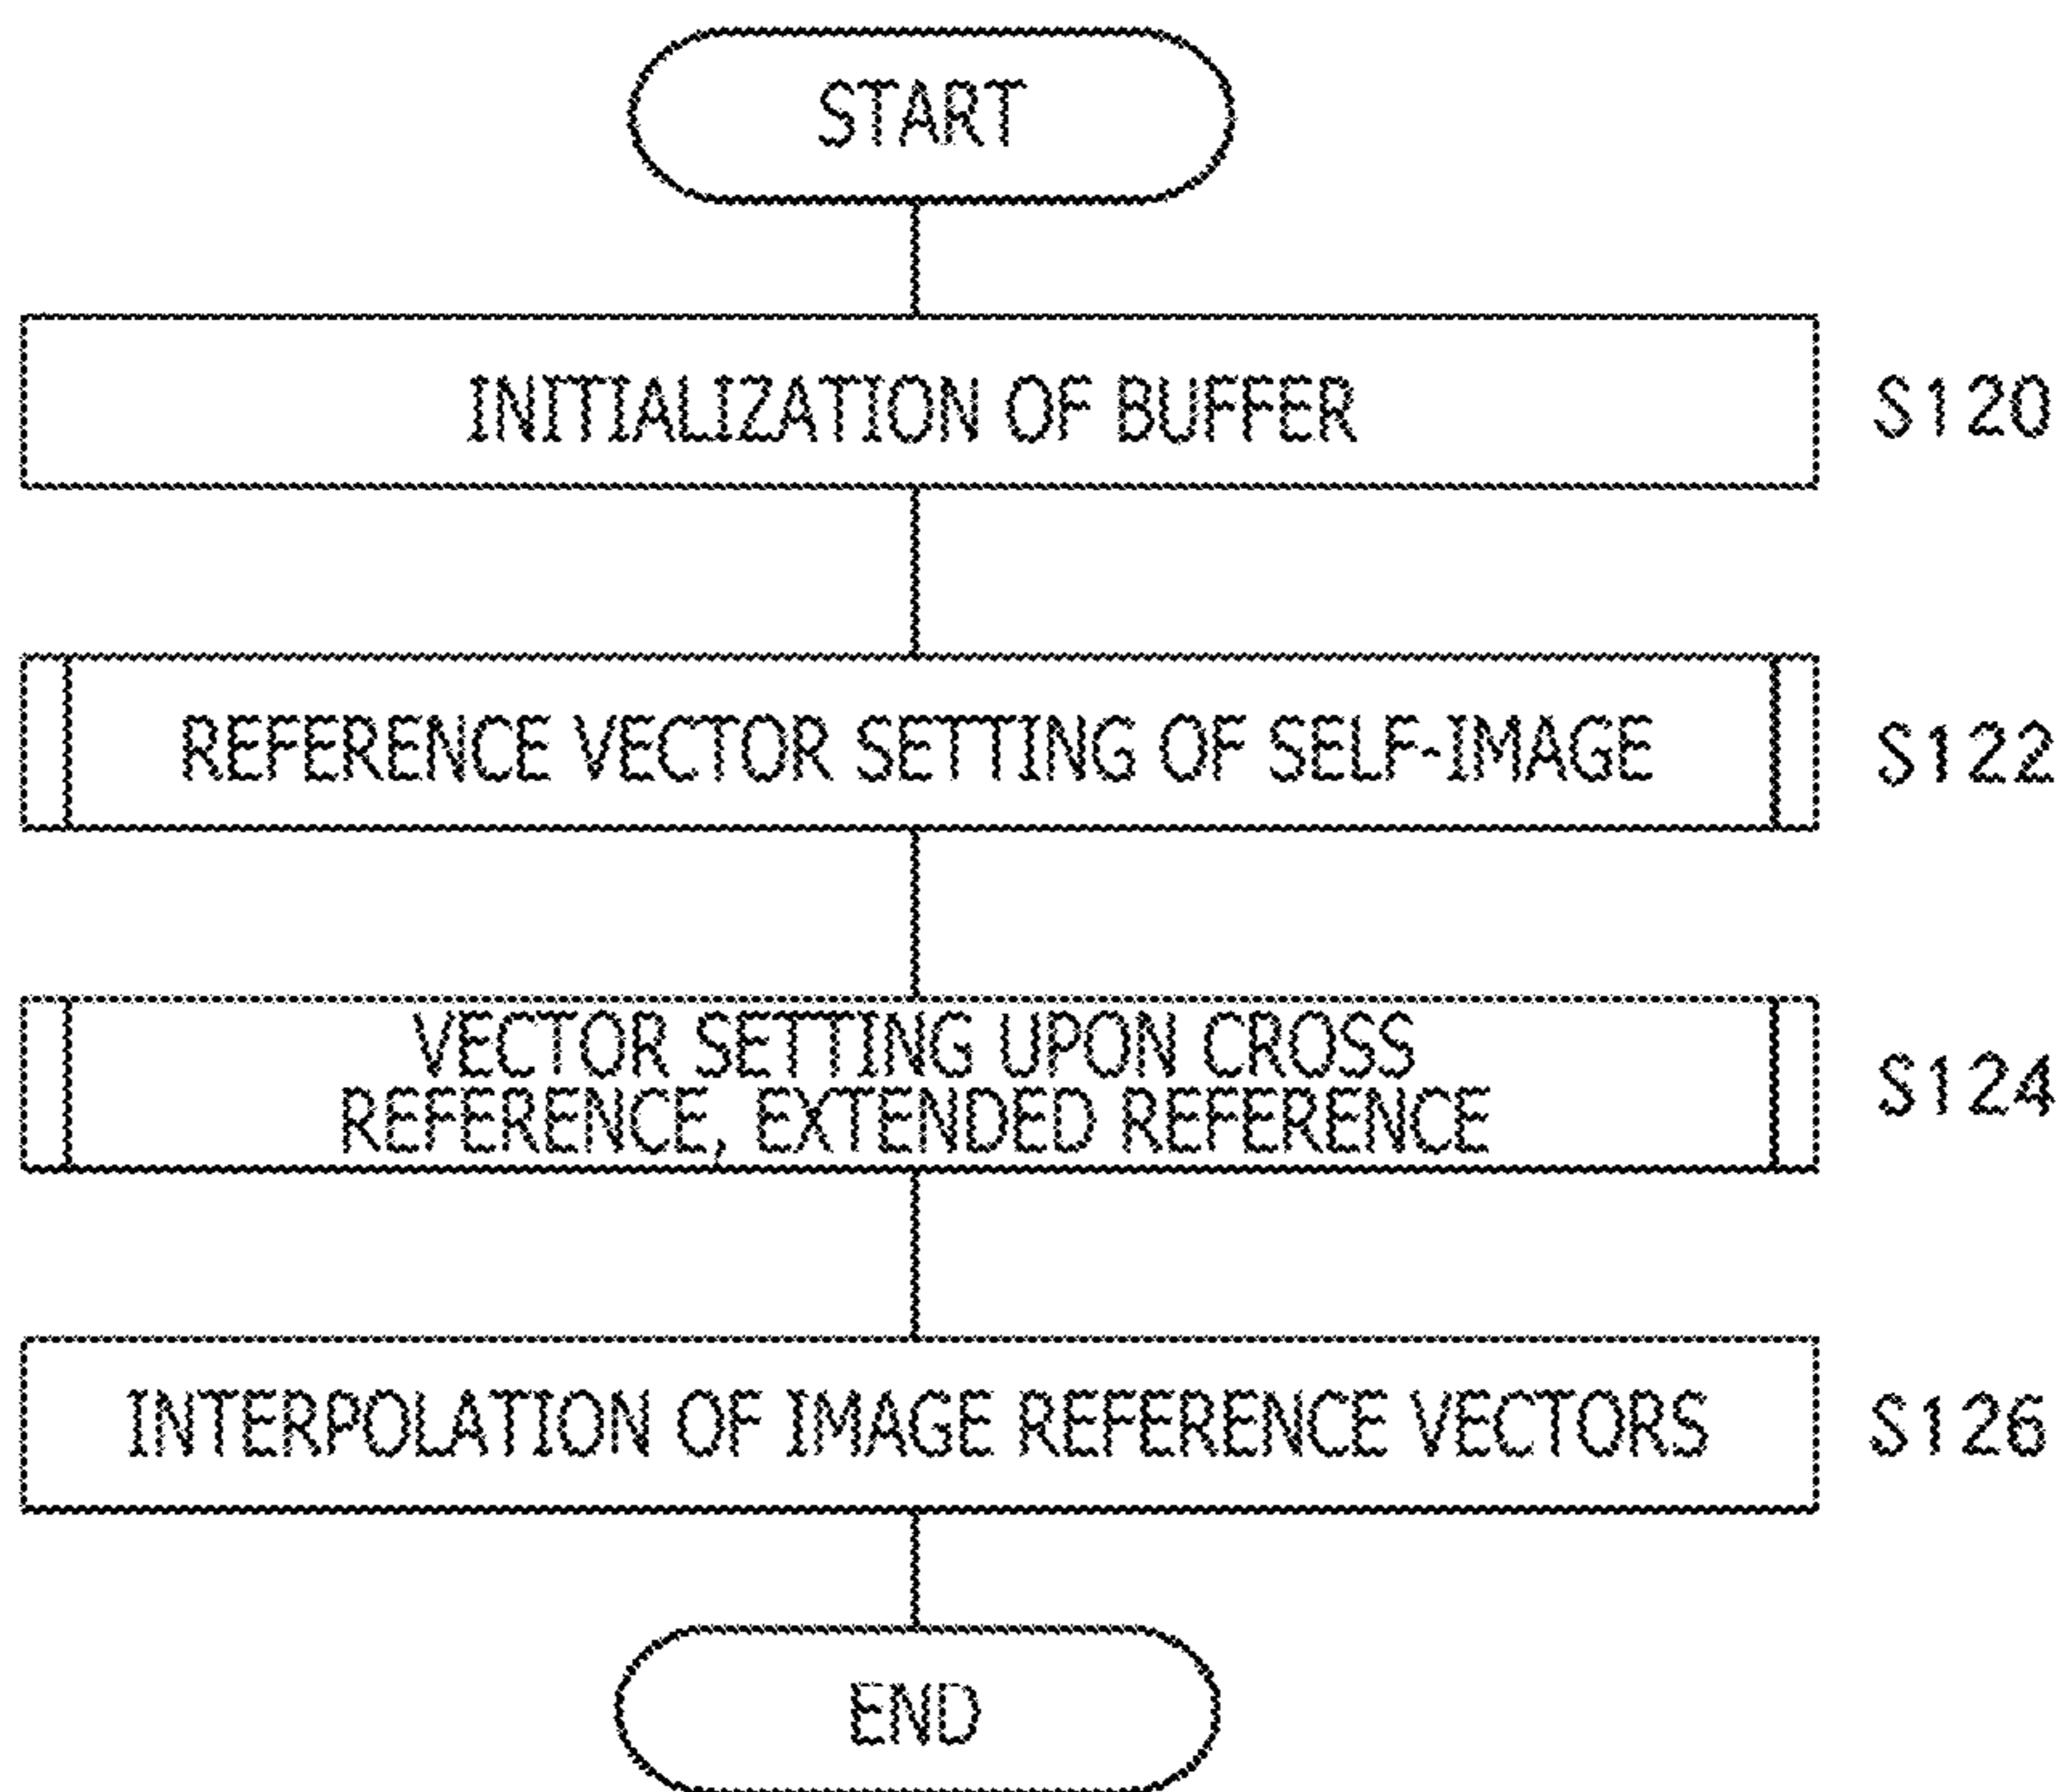 START
INITIALIZATION OF BUFFER
S120
REFERENCE VECTOR SETTING OF SELF-IMAGE
S122
VECTOR SETTING UPON CROSS
REFERENCE, EXTENDED REFERENCE
S124
INTERPOLATION OF IMAGE REFERENCE VECTORS
S126
END